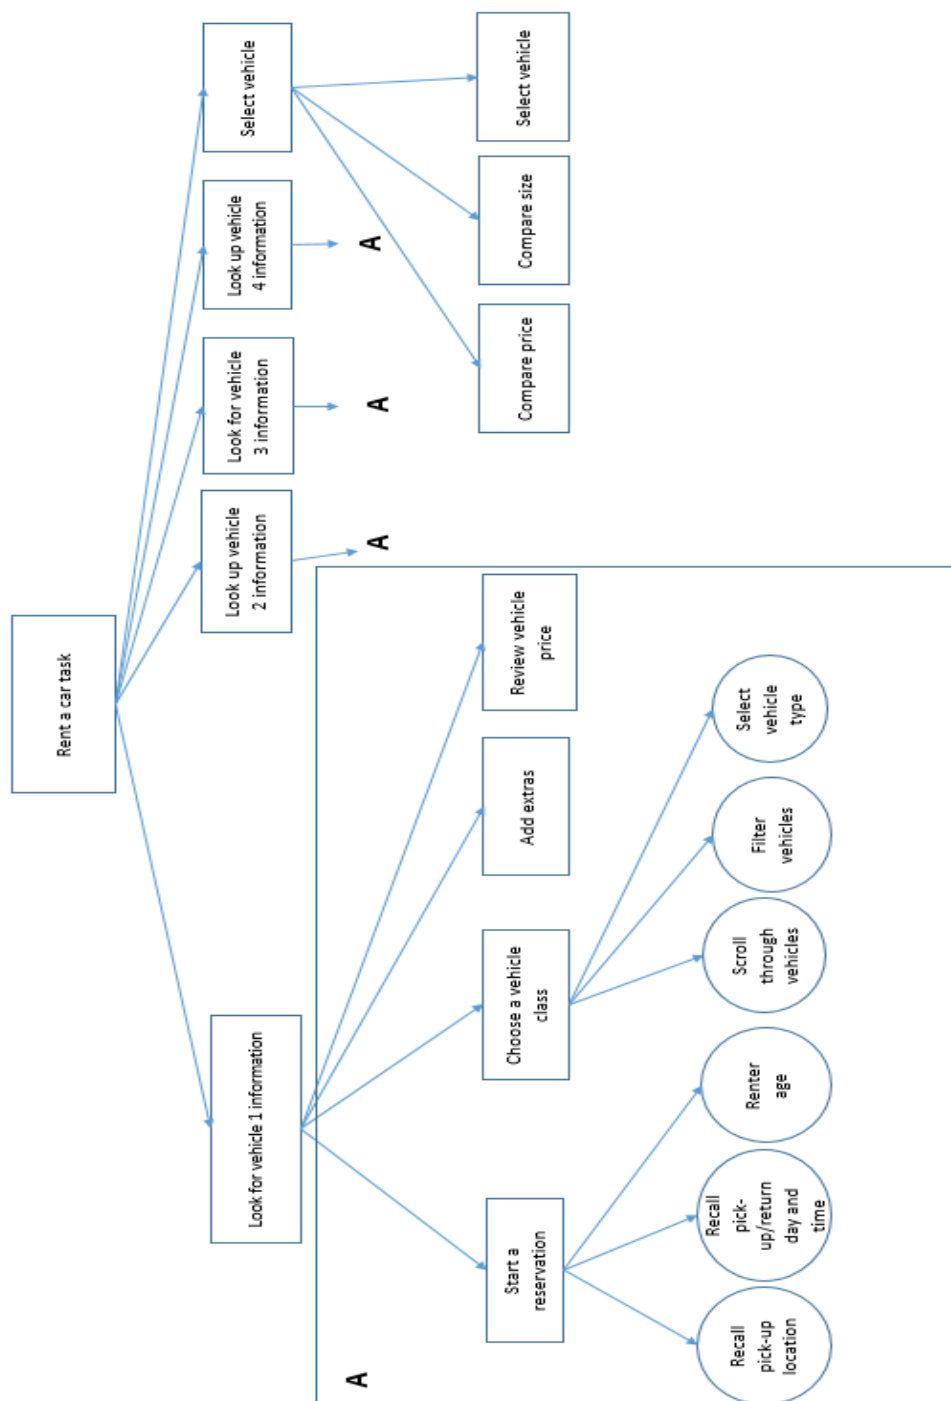 Rent a car task
Look for vehicle 1 information
Look up vehicle
2 information
Look for vehicle
3 information
Look up vehicle
4 information
Select vehicle
A
A
A
A
Start a
reservation
Choose a vehicle
class
Add extras
Review vehicle
price
Compare price
Compare size
Select vehicle
Recall
pick-up
location
Recall
pick-
up/return
day and
time
Renter
age
Scroll
through
vehicles
Filter
vehicles
Select
vehicle
type